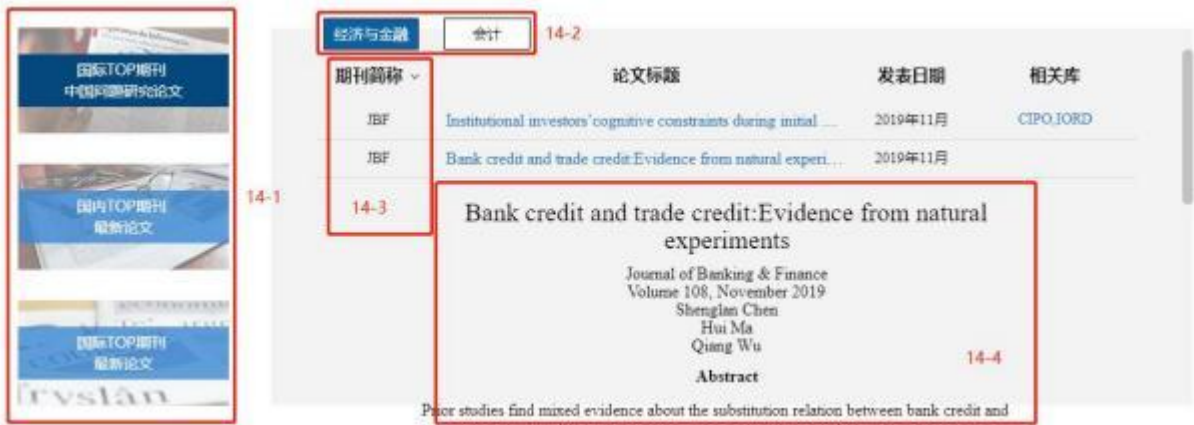 国际TOP期刊
中国问题研究论文
国内TOP期刊
最新论文
国际TOP期刊
最新论文
14-1
经济与金融 会计 14-2
期刊简称 论文标题 发表日期 相关库
JBF Institutional investors'cognitive constraints during initial … 2019年11月 CIPO,IORD
JBF Bank credit and trade credit:Evidence from natural experi… 2019年11月
14-3
Bank credit and trade credit:Evidence from natural
experiments
Journal of Banking & Finance
Volume 108, November 2019
Shenglan Chen
Hui Ma
Qiang Wu
14-4
Abstract
Prior studies find mixed evidence about the substitution relation between bank credit and